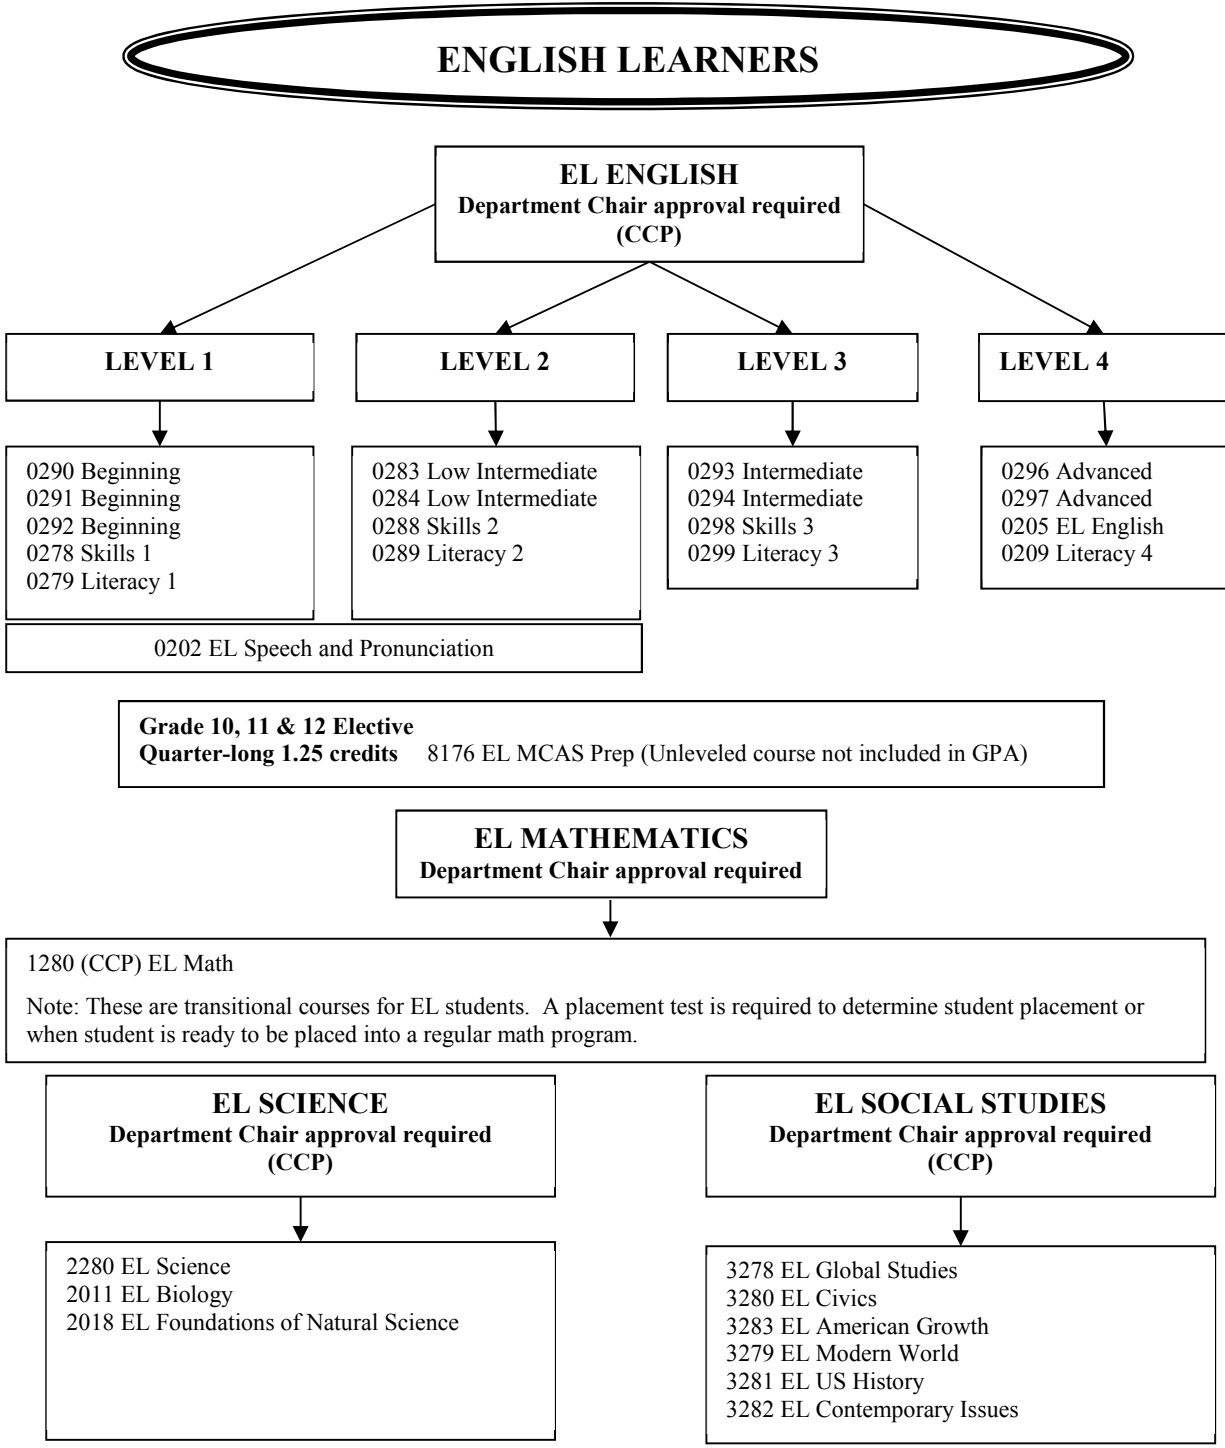 ENGLISH LEARNERS
EL ENGLISH
Department Chair approval required
(CCP)
LEVEL 1
LEVEL 2
LEVEL 3
LEVEL 4
0290 Beginning
0291 Beginning
0292 Beginning
0278 Skills 1
0279 Literacy 1
0283 Low Intermediate
0284 Low Intermediate
0288 Skills 2
0289 Literacy 2
0293 Intermediate
0294 Intermediate
0298 Skills 3
0299 Literacy 3
0296 Advanced
0297 Advanced
0205 EL English
0209 Literacy 4
0202 EL Speech and Pronunciation
Grade 10, 11 & 12 Elective
Quarter-long 1.25 credits 8176 EL MCAS Prep (Unleveled course not included in GPA)
EL MATHEMATICS
Department Chair approval required
1280 (CCP) EL Math
Note: These are transitional courses for EL students. A placement test is required to determine student placement or
when student is ready to be placed into a regular math program.
EL SCIENCE
Department Chair approval required
(CCP)
2280 EL Science
2011 EL Biology
2018 EL Foundations of Natural Science
EL SOCIAL STUDIES
Department Chair approval required
(CCP)
3278 EL Global Studies
3280 EL Civics
3283 EL American Growth
3279 EL Modern World
3281 EL US History
3282 EL Contemporary Issues